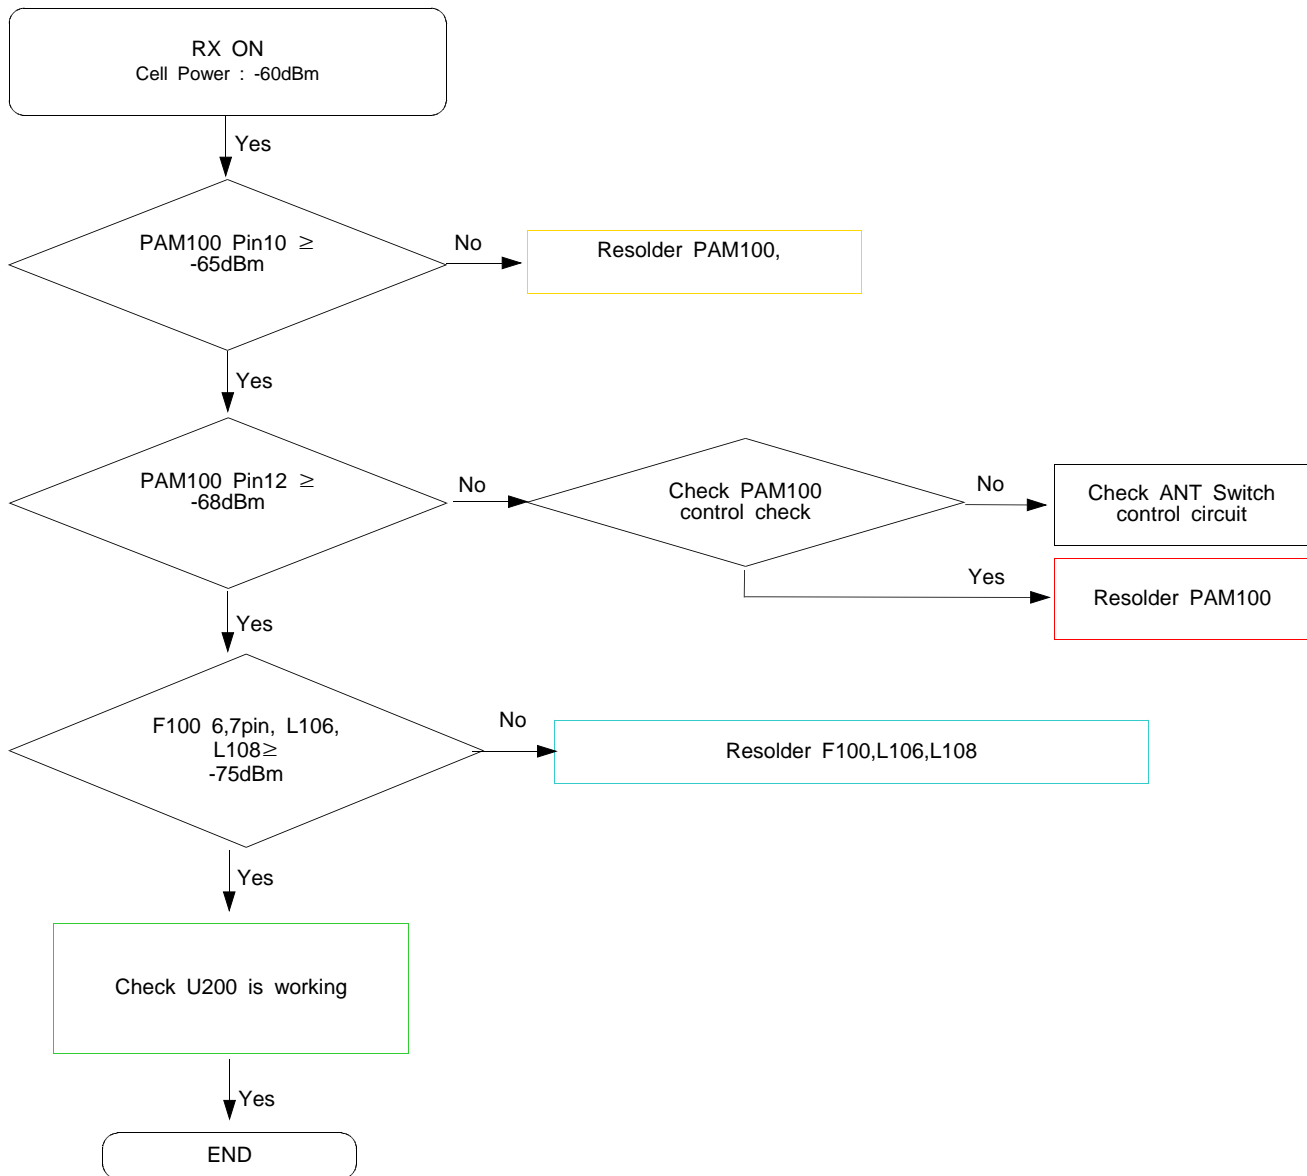 RX ON
Cell Power : -60dBm
Yes
PAM100 Pin10 ≥
-65dBm
No
Resolder PAM100,
Yes
PAM100 Pin12 ≥
-68dBm
No
Check PAM100
control check
No
Check ANT Switch
control circuit
Yes
Resolder PAM100
Yes
F100 6,7pin, L106,
L108≥
-75dBm
No
Resolder F100,L106,L108
Yes
Check U200 is working
Yes
END